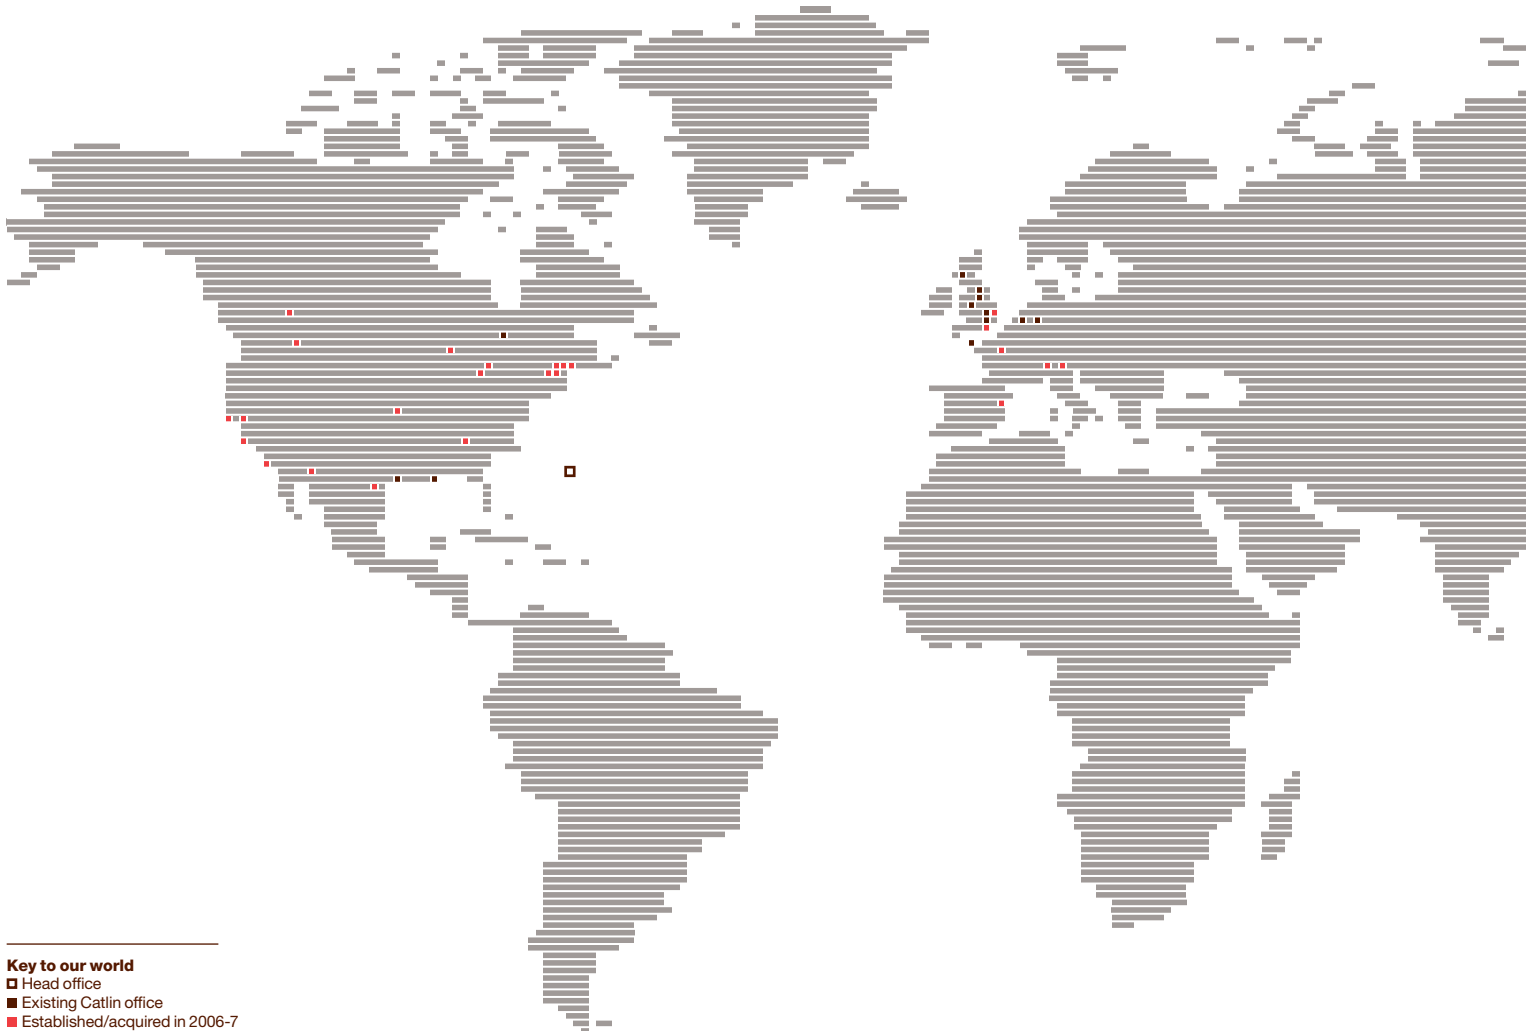 Key to our world
Head office
Existing Catlin office
Established/acquired in 2006-7